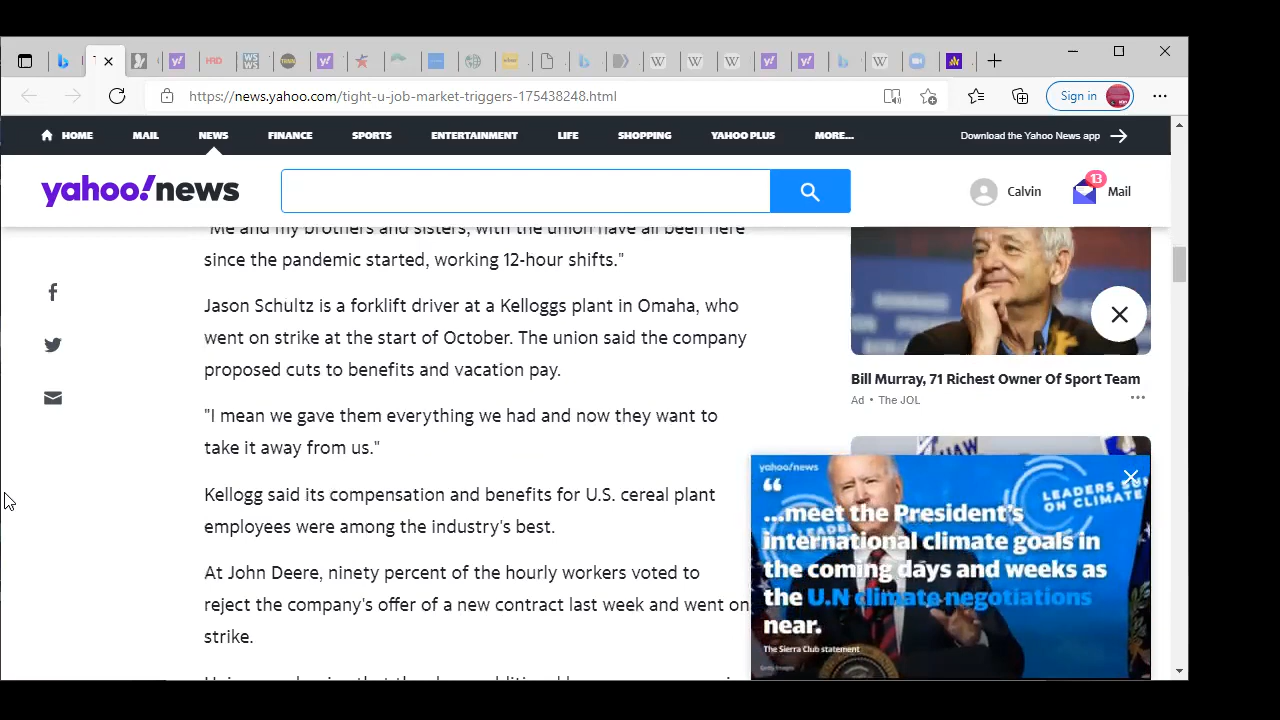 https://news.yahoo.com/tight-u-job-market-triggers-175438248.html
Sign in
HOME
MAIL
NEWS
FINANCE
SPORTS
ENTERTAINMENT
LIFE
SHOPPING
YAHOO PLUS
MORE...
Download the Yahoo News app
yahoo!news
Calvin
13
Mail
"Me and my brothers and sisters, with the union have all been here
since the pandemic started, working 12-hour shifts."
Jason Schultz is a forklift driver at a Kelloggs plant in Omaha, who
went on strike at the start of October. The union said the company
proposed cuts to benefits and vacation pay.
"I mean we gave them everything we had and now they want to
take it away from us."
Kellogg said its compensation and benefits for U.S. cereal plant
employees were among the industry's best.
At John Deere, ninety percent of the hourly workers voted to
reject the company's offer of a new contract last week and went on
strike.
Bill Murray, 71 Richest Owner Of Sport Team
Ad • The JOL
yahoo!news
LEADERS SUM
ON CLIMATE
“
...meet the President's
international climate goals in
the coming days and weeks as
the U.N climate negotiations
near.
The Sierra Club statement
Getty Images